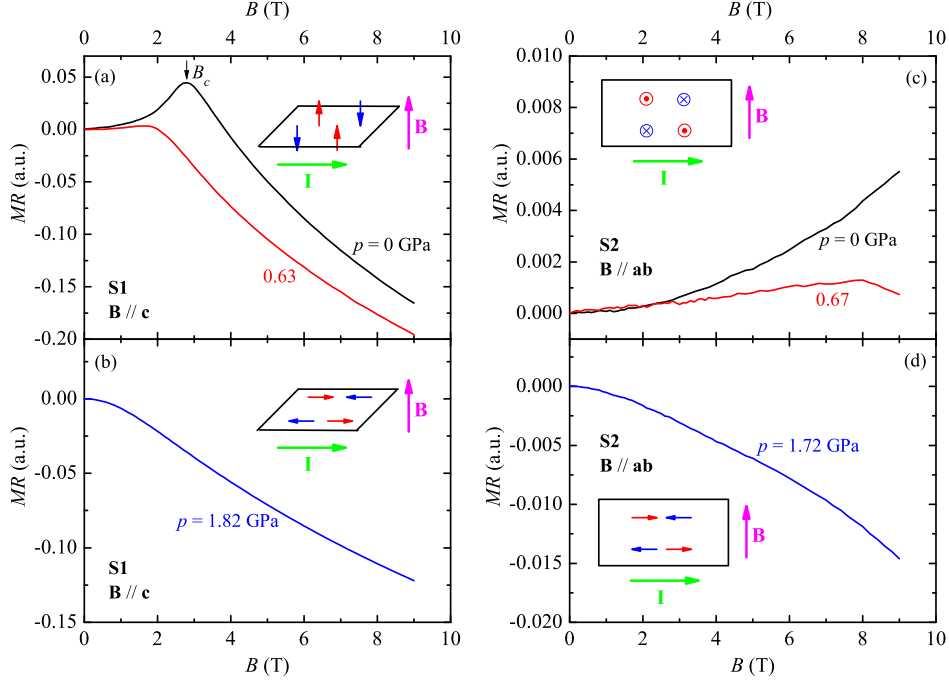 B (T)
0 2 4 6 8 10
MR (a.u.)
0.05
0.00
-0.05
-0.10
-0.15
-0.20
(a)
B_c
B
I
p = 0 GPa
0.63
S1
B // c
B (T)
0 2 4 6 8 10
MR (a.u.)
0.010
0.008
0.006
0.004
0.002
0.000
(c)
B
I
S2
B // ab
p = 0 GPa
0.67
MR (a.u.)
0.00
-0.05
-0.10
-0.15
(b)
B
I
p = 1.82 GPa
S1
B // c
0 2 4 6 8 10
B (T)
MR (a.u.)
0.000
-0.005
-0.010
-0.015
-0.020
(d)
S2
B // ab
p = 1.72 GPa
B
I
0 2 4 6 8 10
B (T)